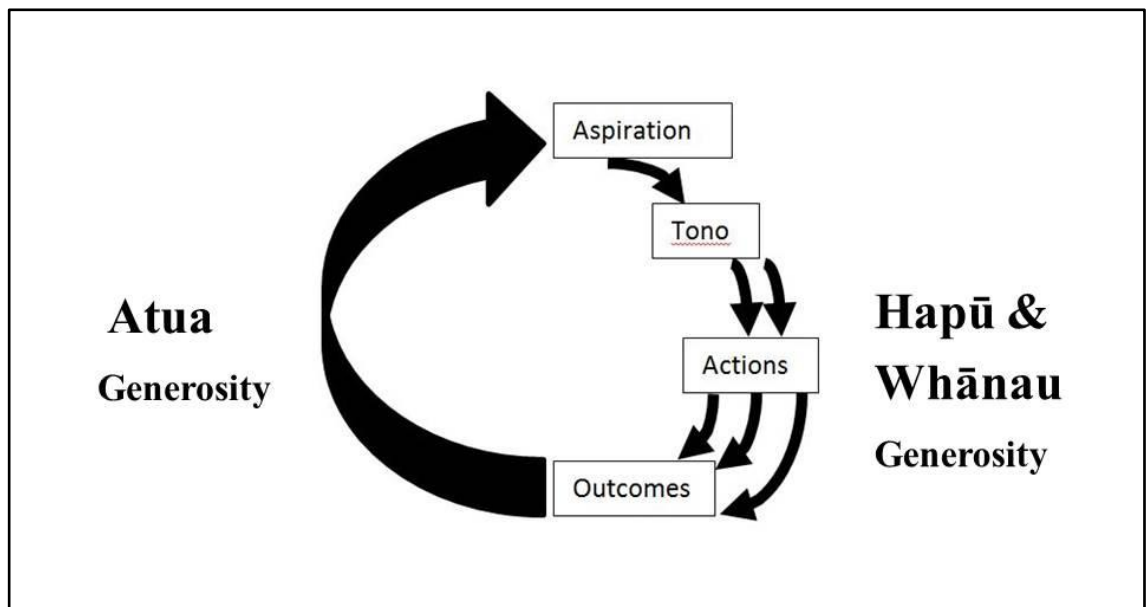 Aspiration
Tono
Atua
Generosity
Actions
Hapū &
Whānau
Generosity
Outcomes